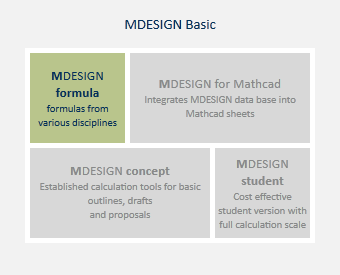 MDESIGN Basic
MDESIGN
formula
formulas from
various disciplines
MDESIGN for Mathcad
Integrates MDESIGN data base into
Mathcad sheets
MDESIGN concept
Established calculation tools for basic
outlines, drafts
and proposals
MDESIGN
student
Cost effective
student version with
full calculation scale